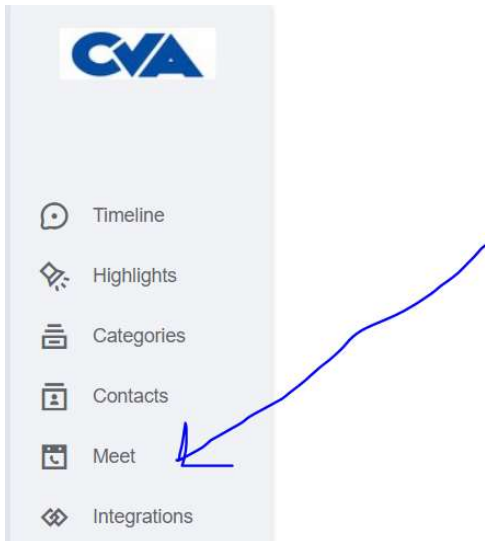 CVA
Timeline
Highlights
Categories
Contacts
Meet
Integrations